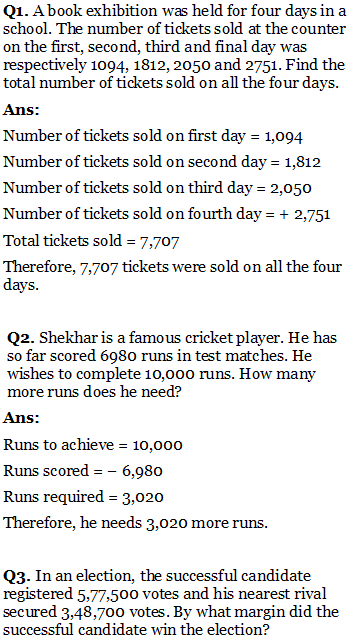 Q1. A book exhibition was held for four days in a
school. The number of tickets sold at the counter
on the first, second, third and final day was
respectively 1094, 1812, 2050 and 2751. Find the
total number of tickets sold on all the four days.
Ans:
Number of tickets sold on first day = 1,094
Number of tickets sold on second day = 1,812
Number of tickets sold on third day = 2,050
Number of tickets sold on fourth day = + 2,751
Total tickets sold = 7,707
Therefore, 7,707 tickets were sold on all the four
days.
Q2. Shekhar is a famous cricket player. He has
so far scored 6980 runs in test matches. He
wishes to complete 10,000 runs. How many
more runs does he need?
Ans:
Runs to achieve = 10,000
Runs scored = − 6,980
Runs required = 3,020
Therefore, he needs 3,020 more runs.
Q3. In an election, the successful candidate
registered 5,77,500 votes and his nearest rival
secured 3,48,700 votes. By what margin did the
successful candidate win the election?